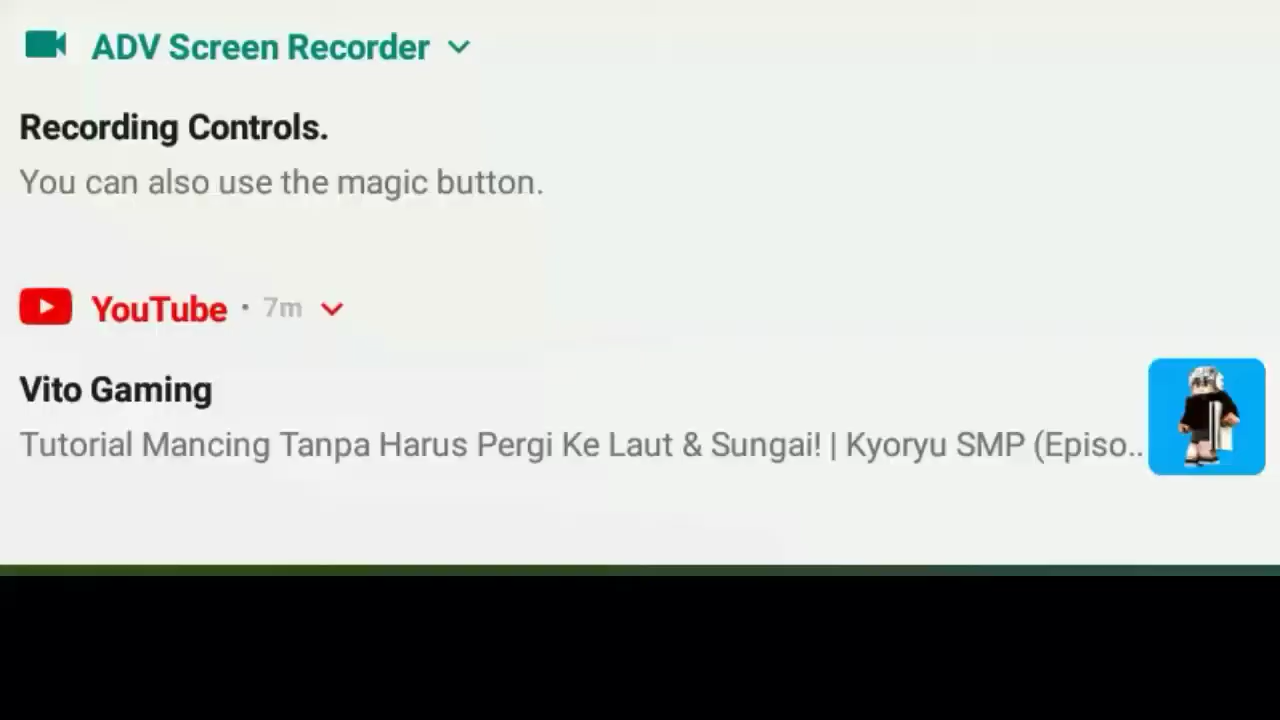 ADV Screen Recorder
Recording Controls.
You can also use the magic button.
YouTube • 7m
Vito Gaming
Tutorial Mancing Tanpa Harus Pergi Ke Laut & Sungai! | Kyoryu SMP (Episo..